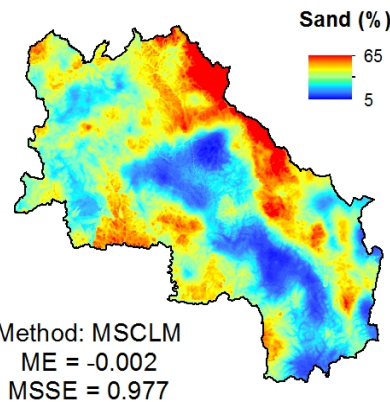 Sand (%)
65
5
Method: MSCLM
ME = -0.002
MSSE = 0.977